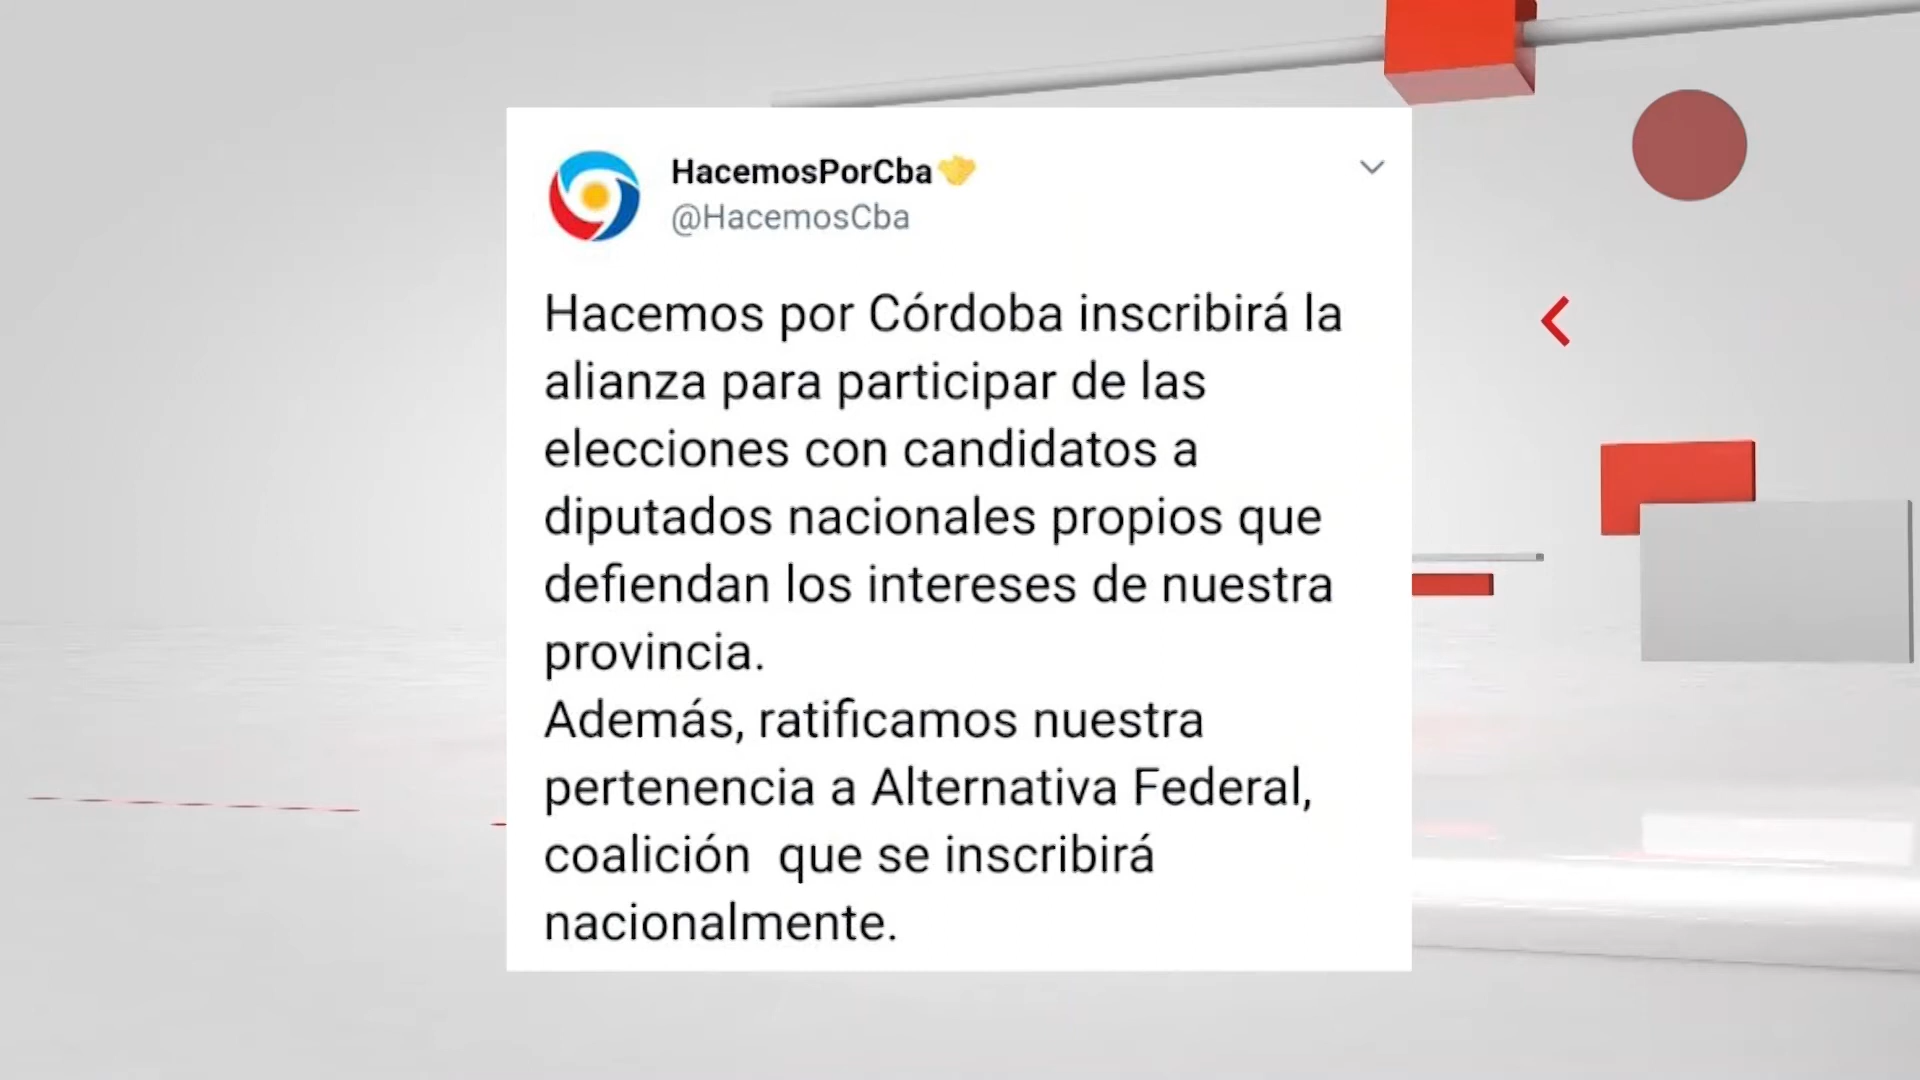 HacemosPorCba🤝
@HacemosCba
Hacemos por Córdoba inscribirá la
alianza para participar de las
elecciones con candidatos a
diputados nacionales propios que
defiendan los intereses de nuestra
provincia.
Además, ratificamos nuestra
pertenencia a Alternativa Federal,
coalición  que se inscribirá
nacionalmente.